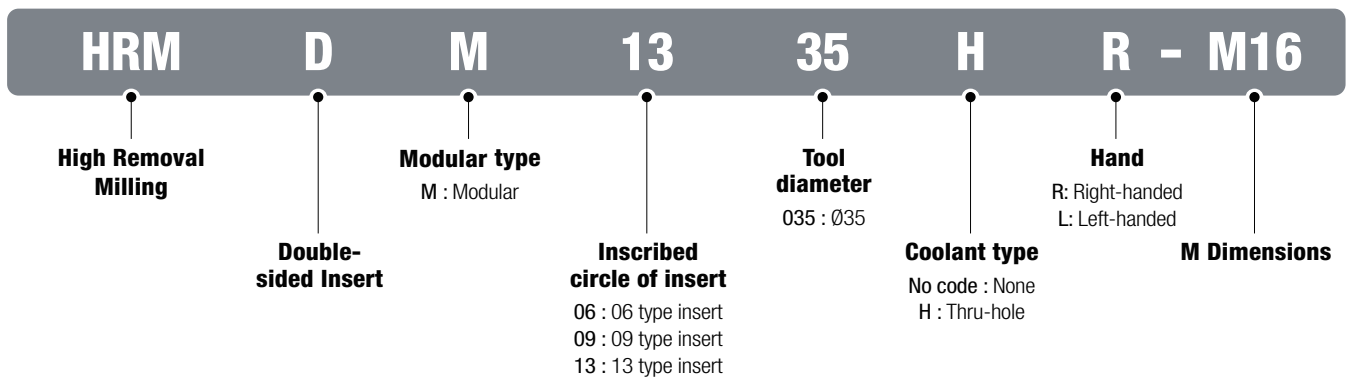 HRM D M 13 35 H R - M16
High Removal
Milling
Double-
sided Insert
Modular type
M : Modular
Inscribed
circle of insert
06 : 06 type insert
09 : 09 type insert
13 : 13 type insert
Tool
diameter
035 : Ø35
Coolant type
No code : None
H : Thru-hole
Hand
R: Right-handed
L: Left-handed
M Dimensions